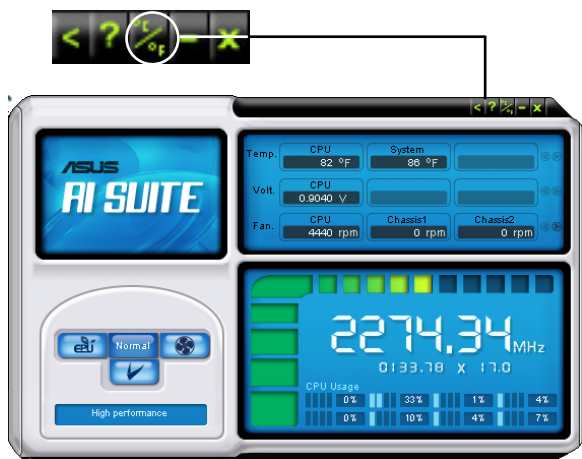 < ? °C/°F - x
< ? °C/°F - x
ASUS
AI SUITE
Temp. CPU System
82 °F 86 °F
Volt. CPU
0.9040 V
Fan. CPU Chassis1 Chassis2
4440 rpm 0 rpm 0 rpm
2274.34 MHz
0133.78 X 17.0
epu Normal
High performance
CPU Usage
0% 33% 1% 4%
0% 10% 4% 7%